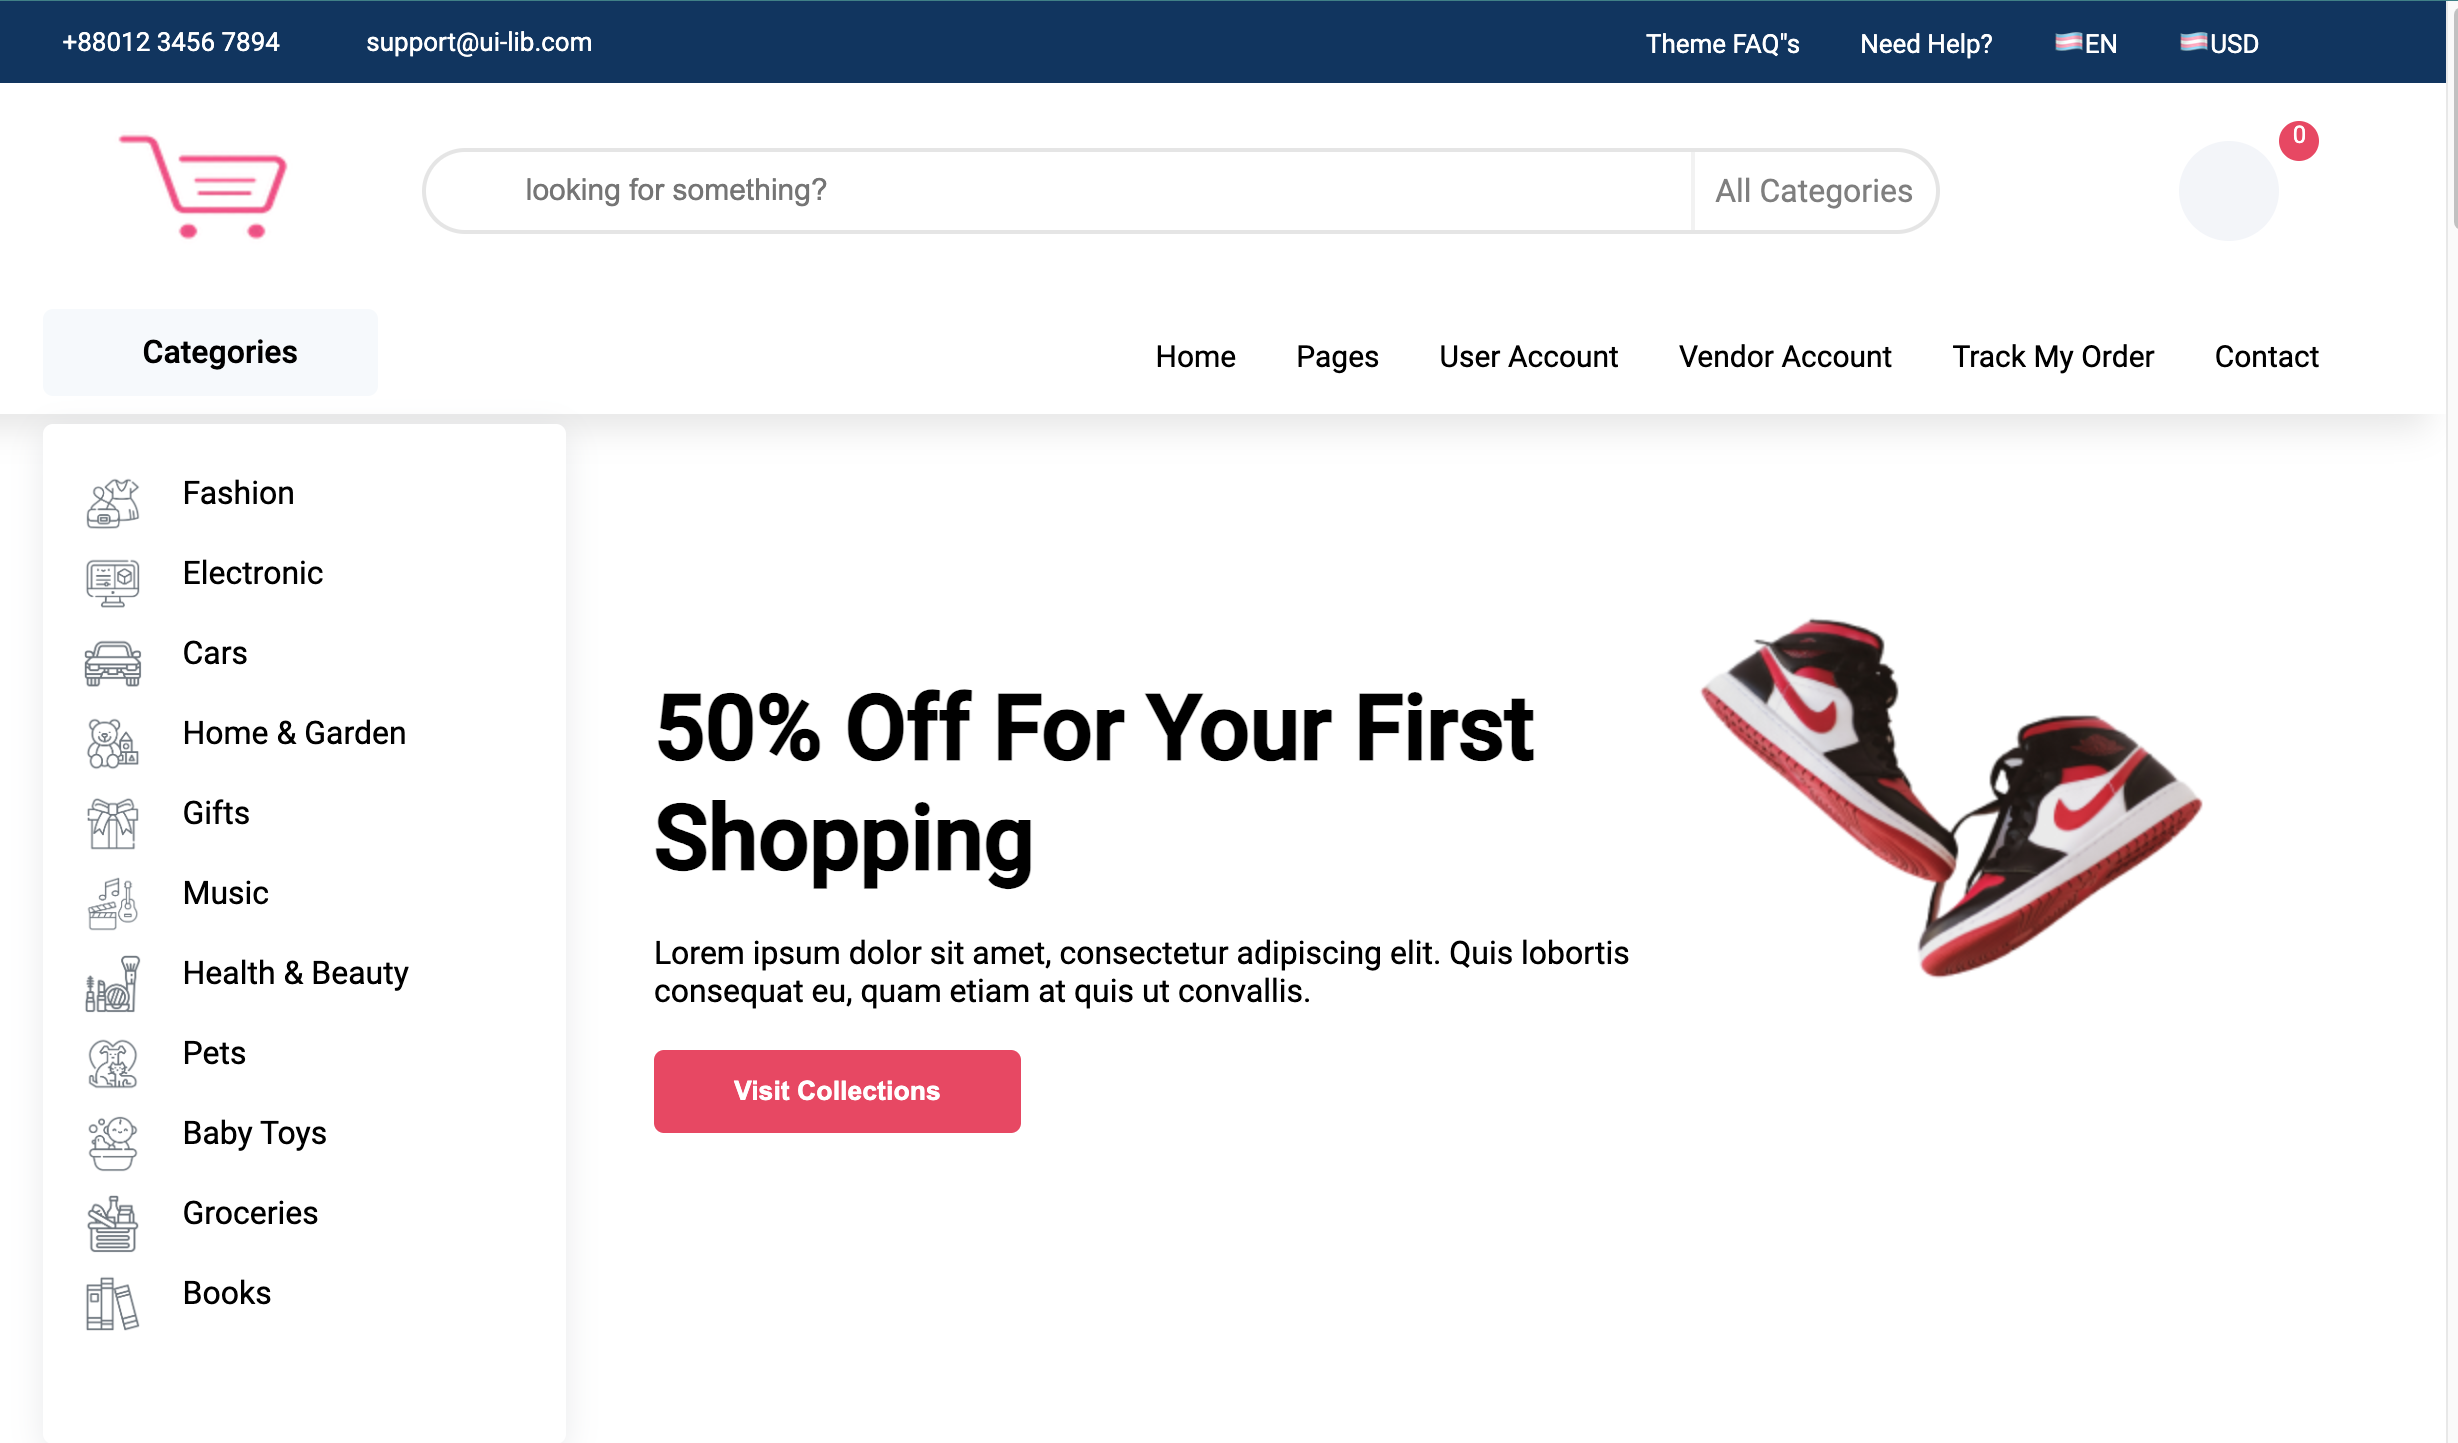 +88012 3456 7894 support@ui-lib.com Theme FAQ"s Need Help? EN USD
looking for something? All Categories 0
Categories Home Pages User Account Vendor Account Track My Order Contact
Fashion
Electronic
Cars
Home & Garden
Gifts
Music
Health & Beauty
Pets
Baby Toys
Groceries
Books
50% Off For Your First
Shopping
Lorem ipsum dolor sit amet, consectetur adipiscing elit. Quis lobortis
consequat eu, quam etiam at quis ut convallis.
Visit Collections